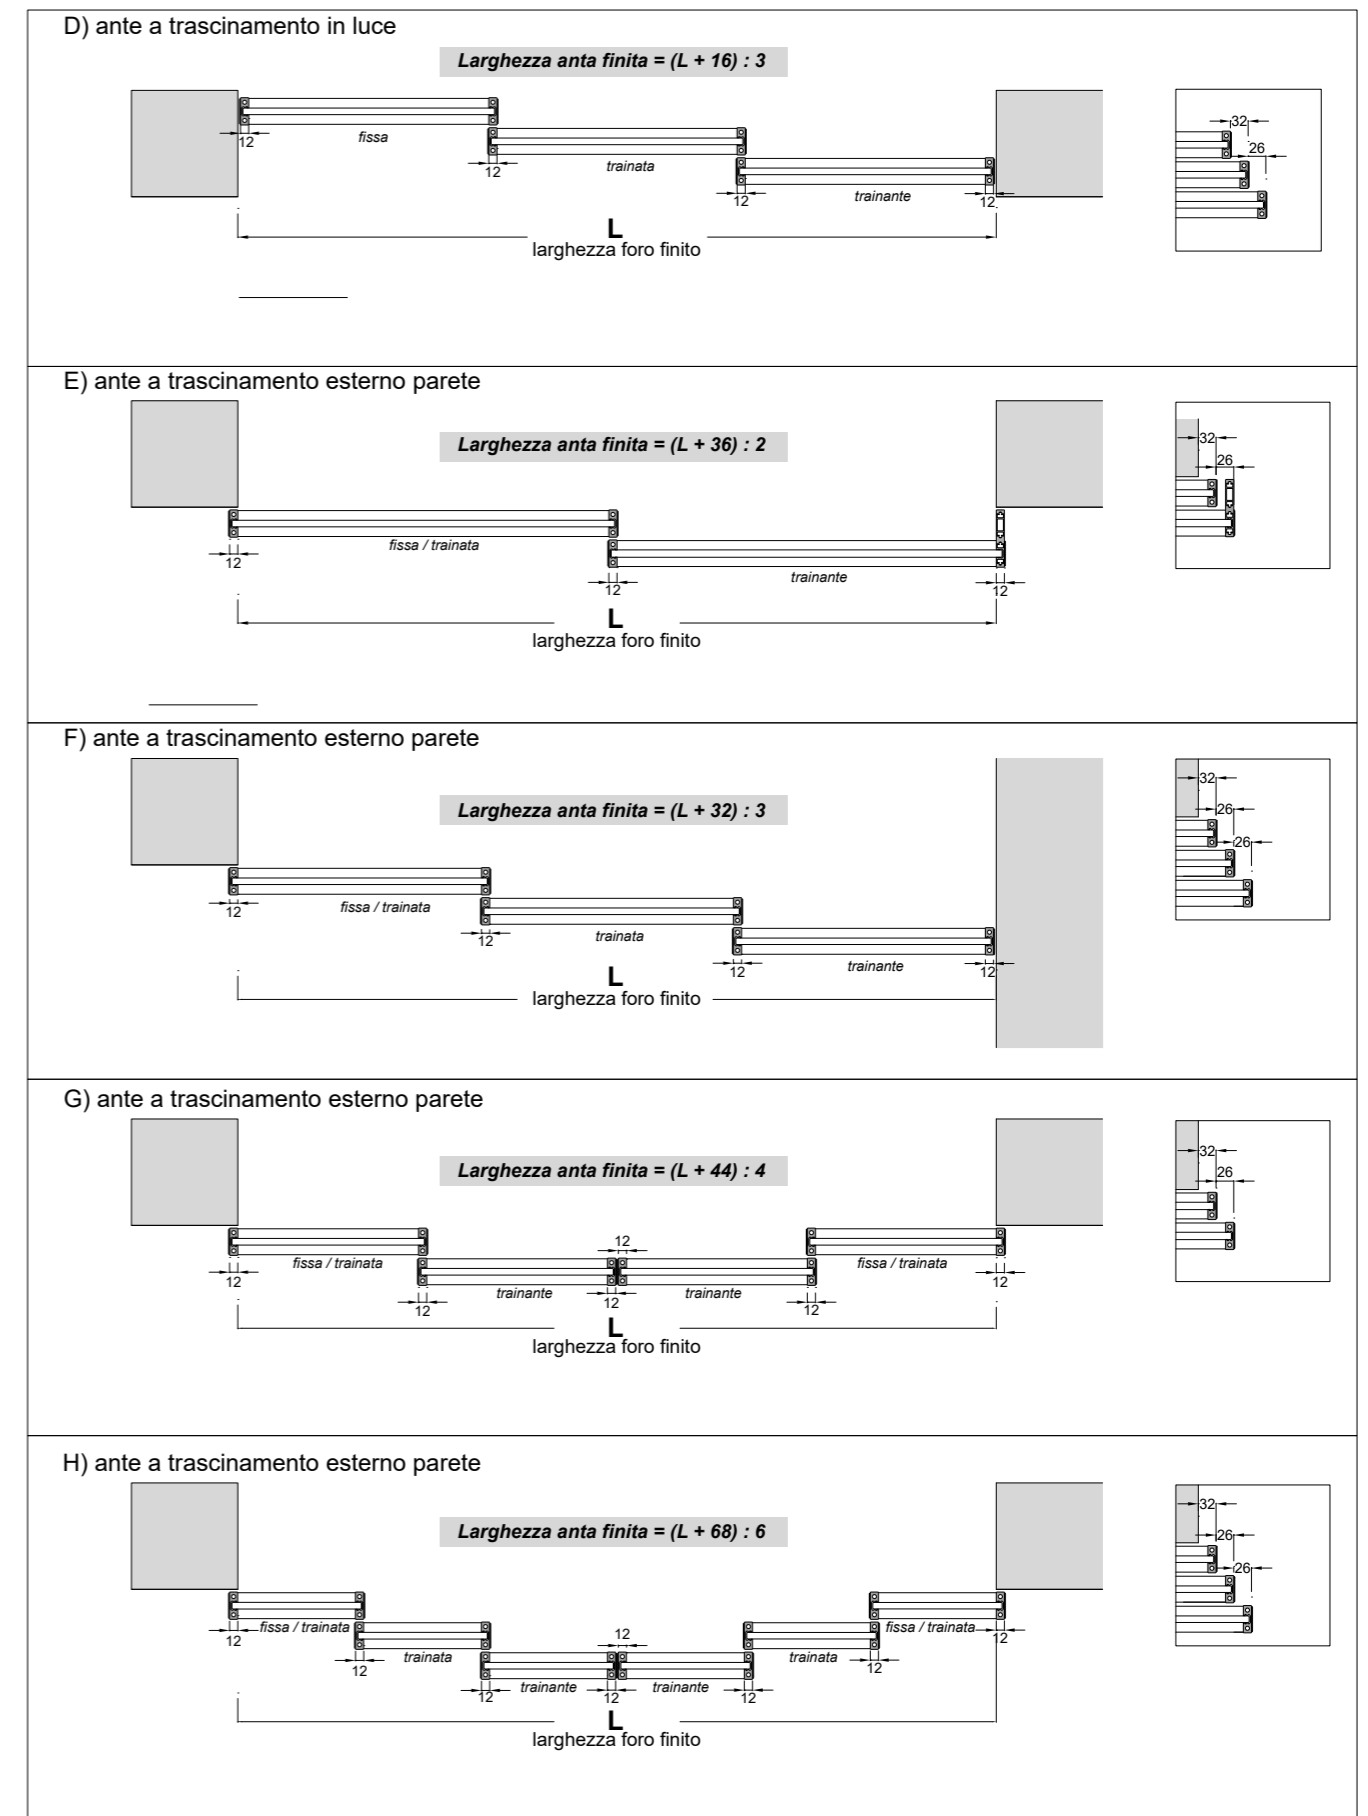 D) ante a trascinamento in luce
Larghezza anta finita = (L + 16) : 3
32
26
12
fissa
12
trainata
12
trainante
12
L
larghezza foro finito
E) ante a trascinamento esterno parete
Larghezza anta finita = (L + 36) : 2
32
26
12
fissa / trainata
12
trainante
12
L
larghezza foro finito
F) ante a trascinamento esterno parete
Larghezza anta finita = (L + 32) : 3
32
26
26
12
fissa / trainata
12
trainata
12
trainante
12
L
larghezza foro finito
G) ante a trascinamento esterno parete
Larghezza anta finita = (L + 44) : 4
32
26
12
12
fissa / trainata
12
trainante
12
trainante
12
fissa / trainata
12
L
larghezza foro finito
H) ante a trascinamento esterno parete
Larghezza anta finita = (L + 68) : 6
32
26
26
12
fissa / trainata
12
trainata
12
trainante
12
12
trainante
12
trainata
12
fissa / trainata
12
L
larghezza foro finito